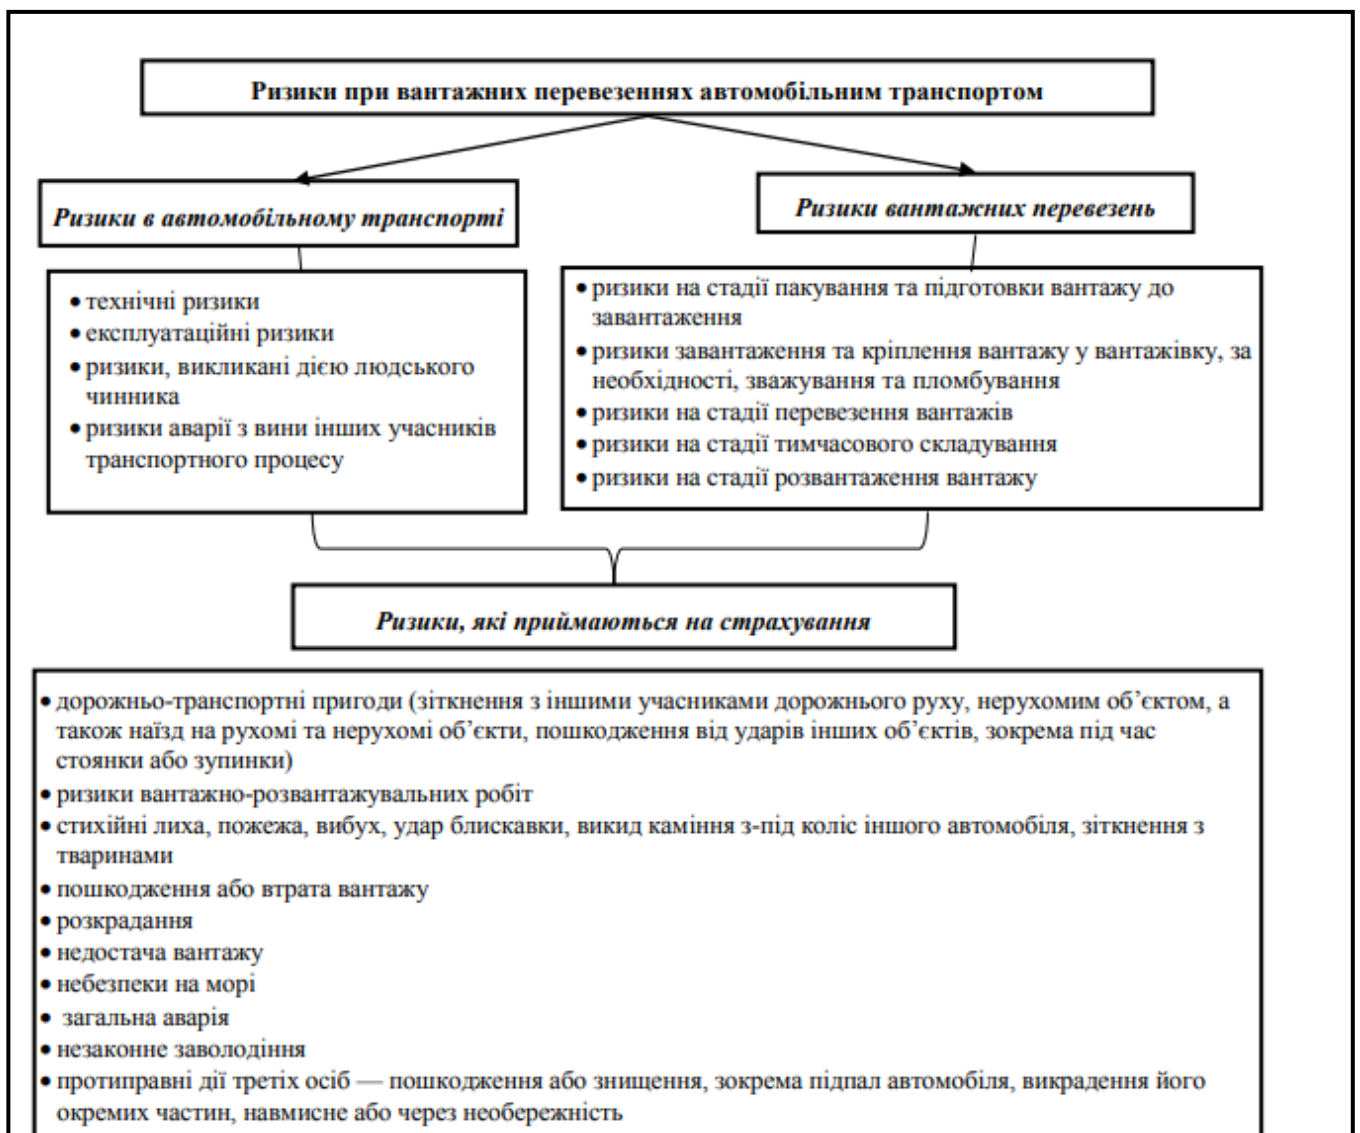 Ризики при вантажних перевезеннях автомобільним транспортом
Ризики в автомобільному транспорті
• технічні ризики
• експлуатаційні ризики
• ризики, викликані дією людського
чинника
• ризики аварії з вини інших учасників
транспортного процесу
Ризики вантажних перевезень
• ризики на стадії пакування та підготовки вантажу до
завантаження
• ризики завантаження та кріплення вантажу у вантажівку, за
необхідності, зважування та пломбування
• ризики на стадії перевезення вантажів
• ризики на стадії тимчасового складування
• ризики на стадії розвантаження вантажу
Ризики, які приймаються на страхування
• дорожньо-транспортні пригоди (зіткнення з іншими учасниками дорожнього руху, нерухомим об’єктом, а
також наїзд на рухомі та нерухомі об’єкти, пошкодження від ударів інших об’єктів, зокрема під час
стоянки або зупинки)
• ризики вантажно-розвантажувальних робіт
• стихійні лиха, пожежа, вибух, удар блискавки, викид каміння з-під коліс іншого автомобіля, зіткнення з
тваринами
• пошкодження або втрата вантажу
• розкрадання
• недостача вантажу
• небезпеки на морі
• загальна аварія
• незаконне заволодіння
• протиправні дії третіх осіб — пошкодження або знищення, зокрема підпал автомобіля, викрадення його
окремих частин, навмисне або через необережність